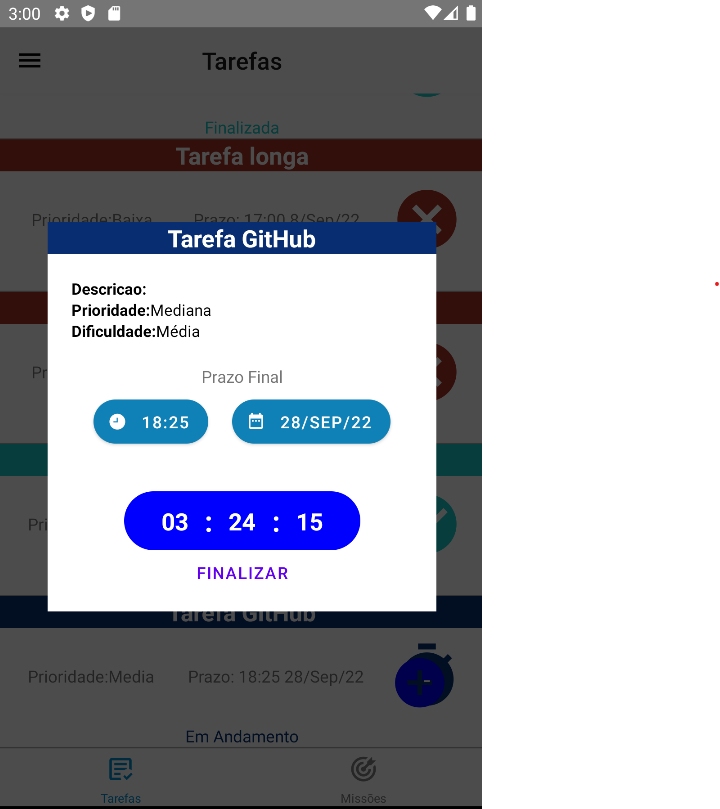 3:00
Tarefas
Finalizada
Tarefa longa
Prioridade:Baixa Prazo: 17:00 8/Sep/22
Tarefa GitHub
Descricao:
Prioridade:Mediana
Dificuldade:Média
Pr
Prazo Final
18:25 28/SEP/22
03 : 24 : 15
Pri
FINALIZAR
Tarefa GitHub
Prioridade:Media Prazo: 18:25 28/Sep/22
Em Andamento
Tarefas Missões